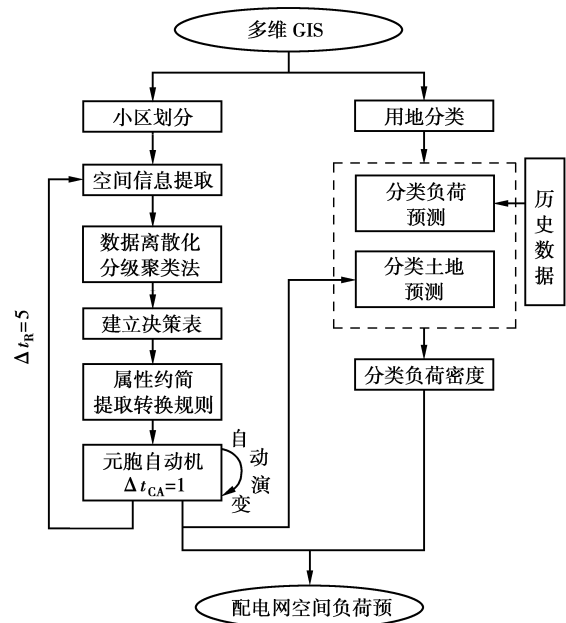 多维 GIS
小区划分
空间信息提取
数据离散化
分级聚类法
建立决策表
属性约简
提取转换规则
元胞自动机
Δt_CA=1
自动演变
Δt_R=5
用地分类
分类负荷
预测
分类土地
预测
历史数据
分类负荷密度
配电网空间负荷预